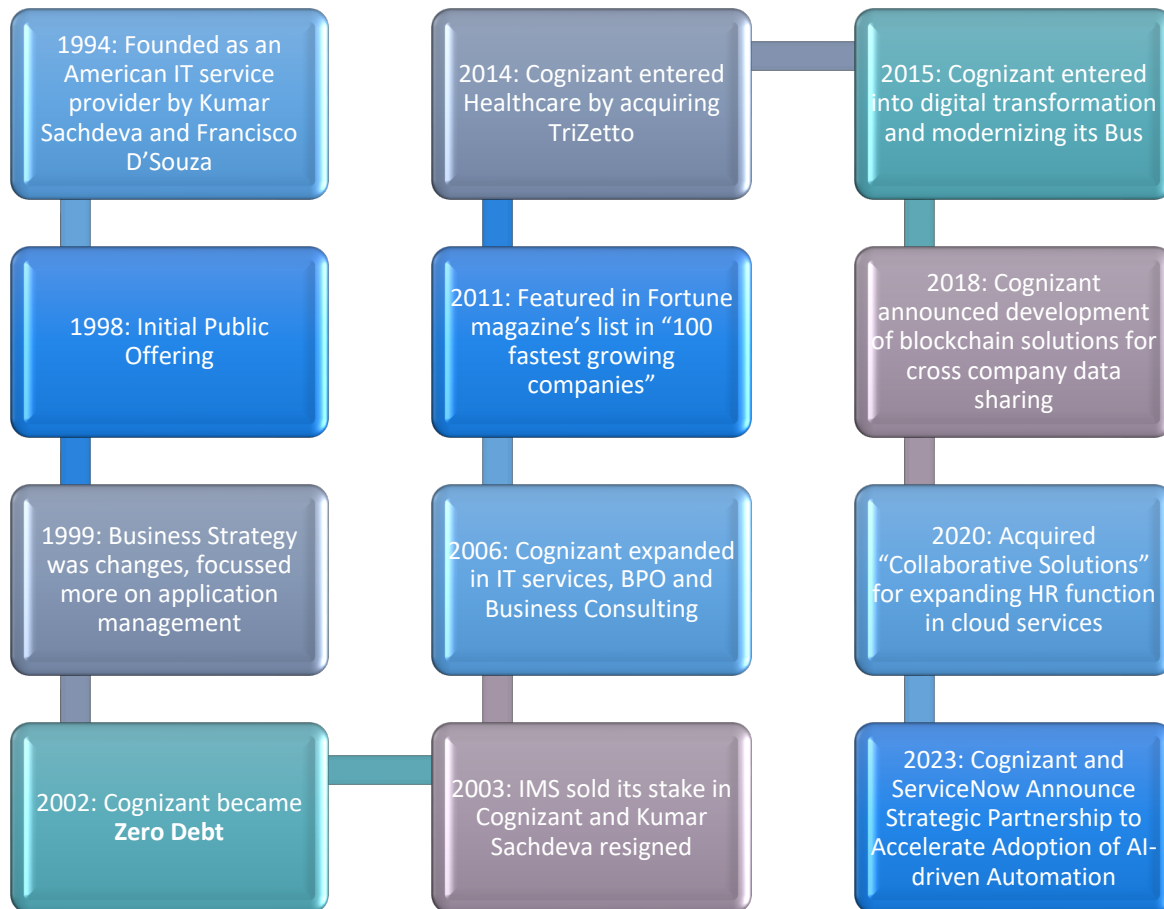 1994: Founded as an
American IT service
provider by Kumar
Sachdeva and Francisco
D’Souza
1998: Initial Public
Offering
1999: Business Strategy
was changes, focussed
more on application
management
2002: Cognizant became
Zero Debt
2003: IMS sold its stake in
Cognizant and Kumar
Sachdeva resigned
2006: Cognizant expanded
in IT services, BPO and
Business Consulting
2011: Featured in Fortune
magazine’s list in “100
fastest growing
companies”
2014: Cognizant entered
Healthcare by acquiring
TriZetto
2015: Cognizant entered
into digital transformation
and modernizing its Bus
2018: Cognizant
announced development
of blockchain solutions for
cross company data
sharing
2020: Acquired
“Collaborative Solutions”
for expanding HR function
in cloud services
2023: Cognizant and
ServiceNow Announce
Strategic Partnership to
Accelerate Adoption of AI-
driven Automation